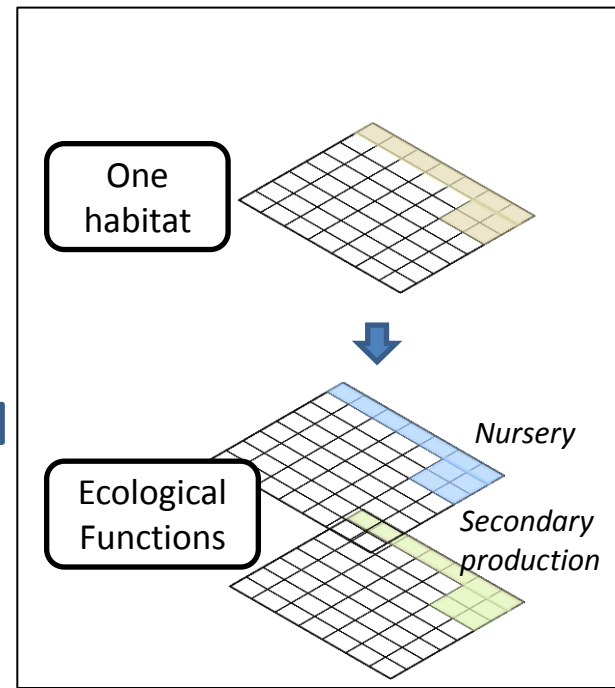 One
habitat
Nursery
Ecological
Functions
Secondary
production